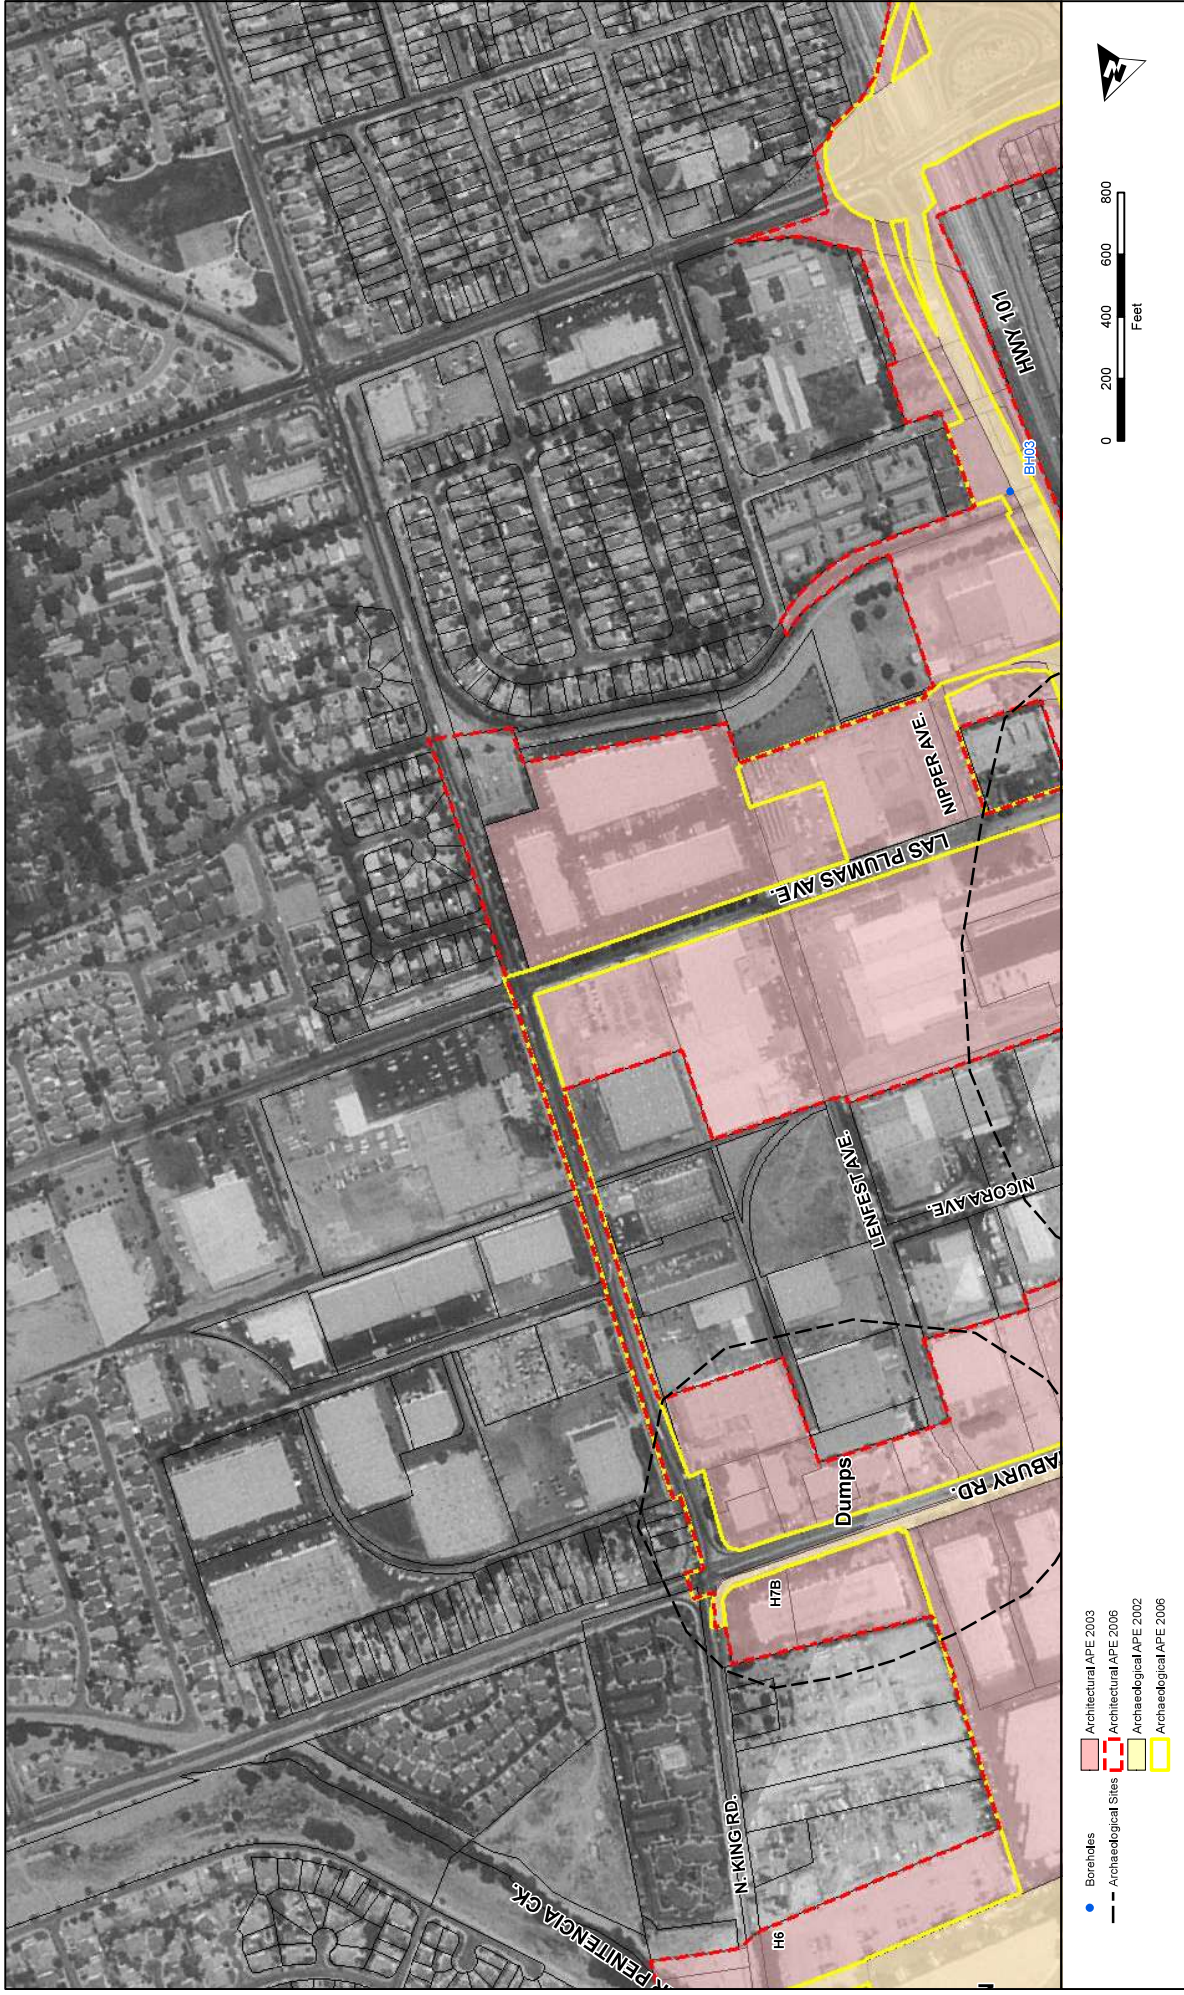 HWY 101
BH03
NIPPER AVE.
LAS PLUMAS AVE.
LENFEST AVE.
NICORA AVE.
Dumps
ABURY RD.
H7B
N. KING RD.
H6
R PENITENCIA CK.
N
0 200 400 600 800
Feet
Boreholes
Archaeological Sites
Architectural APE 2003
Architectural APE 2006
Archaeological APE 2002
Archaeological APE 2006